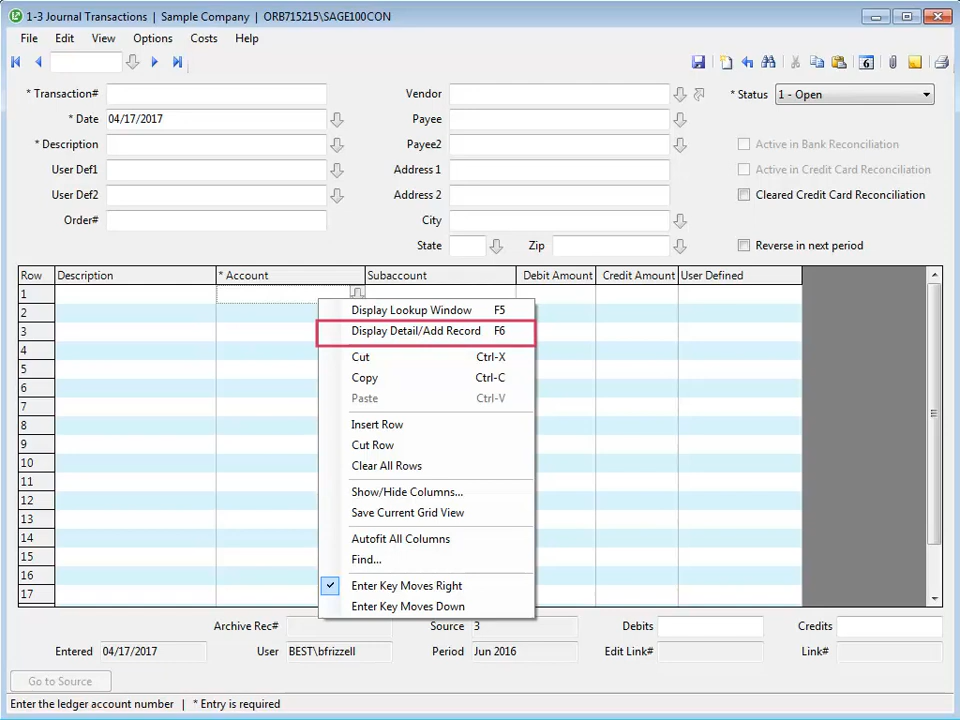 1-3 Journal Transactions | Sample Company | ORB715215\SAGE100CON
File Edit View Options Costs Help
6
* Transaction#
Vendor
* Status 1 - Open
* Date 04/17/2017
Payee
* Description
Payee2
Active in Bank Reconciliation
User Def1
Address 1
Active in Credit Card Reconciliation
User Def2
Address 2
Cleared Credit Card Reconciliation
Order#
City
State
Zip
Reverse in next period
Row Description * Account Subaccount Debit Amount Credit Amount User Defined
1
2
3
4
5
6
7
8
9
10
11
12
13
14
15
16
17
Display Lookup Window F5
Display Detail/Add Record F6
Cut Ctrl-X
Copy Ctrl-C
Paste Ctrl-V
Insert Row
Cut Row
Clear All Rows
Show/Hide Columns...
Save Current Grid View
Autofit All Columns
Find...
Enter Key Moves Right
Enter Key Moves Down
Archive Rec# Source 3 Debits Credits
Entered 04/17/2017 User BEST\bfrizzell Period Jun 2016 Edit Link# Link#
Go to Source
Enter the ledger account number | * Entry is required